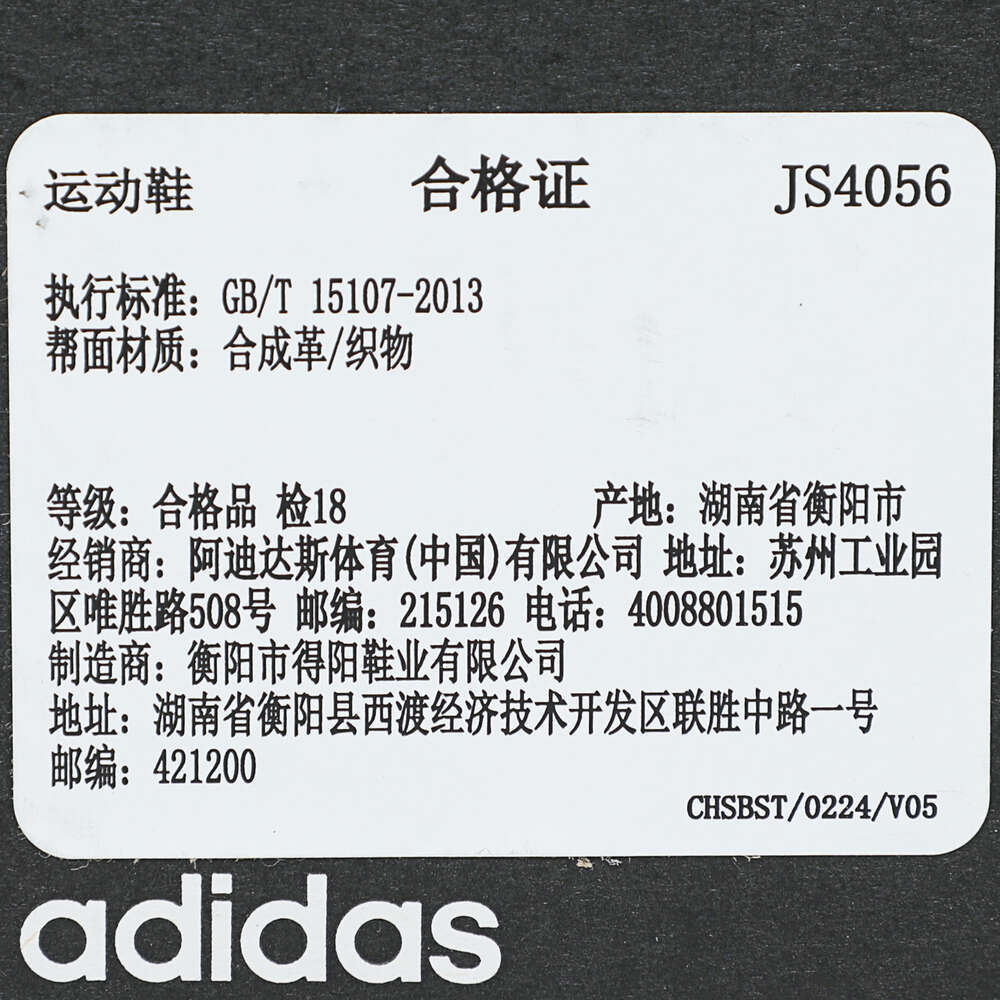 运动鞋 合格证 JS4056
执行标准：GB/T 15107-2013
帮面材质：合成革/织物
等级：合格品 检18 产地：湖南省衡阳市
经销商：阿迪达斯体育(中国)有限公司 地址：苏州工业园
区唯胜路508号 邮编：215126 电话：4008801515
制造商：衡阳市得阳鞋业有限公司
地址：湖南省衡阳县西渡经济技术开发区联胜中路一号
邮编：421200
CHSBST/0224/V05
adidas